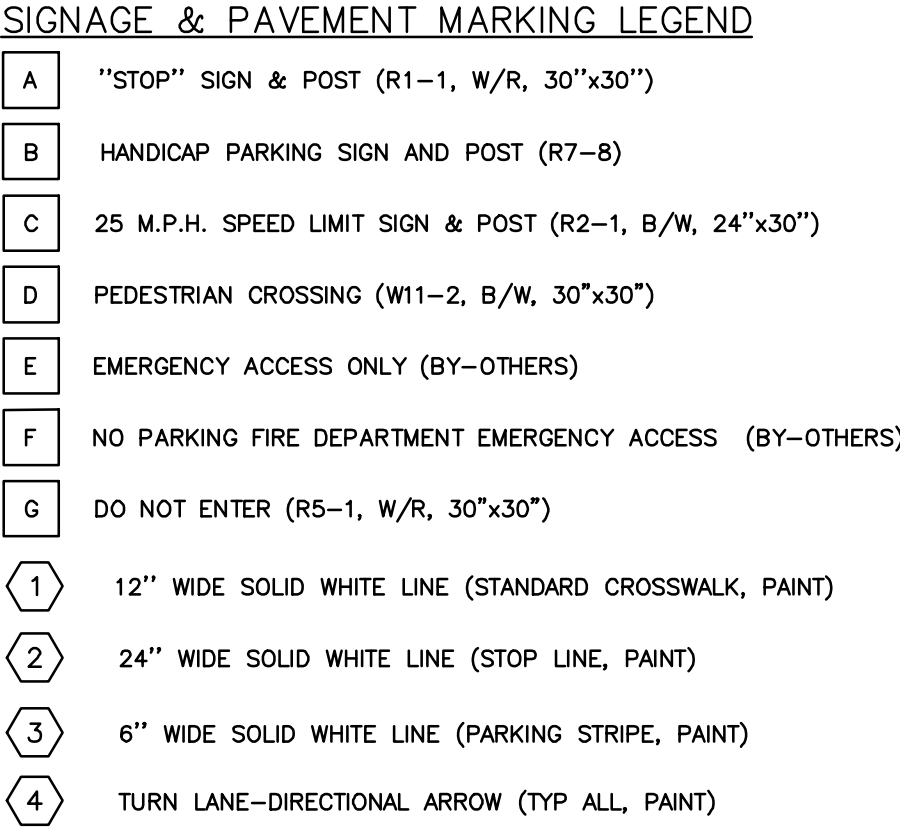 SIGNAGE & PAVEMENT MARKING LEGEND
A "STOP" SIGN & POST (R1-1, W/R, 30"x30")
B HANDICAP PARKING SIGN AND POST (R7-8)
C 25 M.P.H. SPEED LIMIT SIGN & POST (R2-1, B/W, 24"x30")
D PEDESTRIAN CROSSING (W11-2, B/W, 30"x30")
E EMERGENCY ACCESS ONLY (BY-OTHERS)
F NO PARKING FIRE DEPARTMENT EMERGENCY ACCESS (BY-OTHERS)
G DO NOT ENTER (R5-1, W/R, 30"x30")
1 12" WIDE SOLID WHITE LINE (STANDARD CROSSWALK, PAINT)
2 24" WIDE SOLID WHITE LINE (STOP LINE, PAINT)
3 6" WIDE SOLID WHITE LINE (PARKING STRIPE, PAINT)
4 TURN LANE-DIRECTIONAL ARROW (TYP ALL, PAINT)